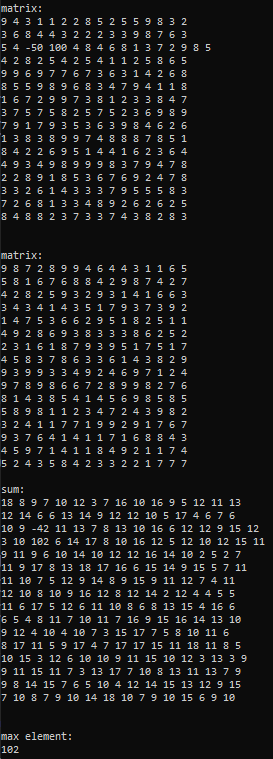 matrix:
9 4 3 1 1 2 2 8 5 2 5 5 9 8 3 2
3 6 8 4 4 3 2 2 2 3 3 9 8 7 6 3
5 4 -50 100 4 8 4 6 8 1 3 7 2 9 8 5
4 2 8 2 5 4 2 5 4 1 1 2 5 8 6 5
9 9 6 9 7 7 6 7 3 6 3 1 4 2 6 8
8 5 5 9 8 9 6 8 3 4 7 9 4 1 1 8
1 6 7 2 9 9 7 3 8 1 2 3 3 8 4 7
3 7 5 7 5 8 2 5 7 5 2 3 6 9 8 9
7 9 1 7 9 3 5 3 6 3 9 8 4 6 2 6
1 3 8 3 8 9 9 7 4 8 8 8 7 8 5 1
8 4 2 2 6 9 5 1 4 4 1 6 2 3 6 4
4 9 3 4 9 8 9 9 9 8 3 7 9 4 7 8
2 2 8 9 1 8 5 3 6 7 6 9 2 4 7 8
3 3 2 6 1 4 3 3 3 7 9 5 5 5 8 3
7 2 6 8 1 3 3 4 8 9 2 6 2 6 2 5
8 4 8 8 2 3 7 3 3 7 4 3 8 2 8 3
matrix:
9 8 7 2 8 9 9 4 6 4 4 3 1 1 6 5
5 8 1 6 7 6 8 8 4 2 9 8 7 4 2 7
4 2 8 2 5 9 3 2 9 3 1 4 1 6 6 3
3 4 3 4 1 4 3 5 1 7 9 3 7 3 9 2
1 4 7 5 3 6 6 2 9 5 1 8 2 5 1 1
4 9 2 8 6 9 3 8 3 3 3 8 6 2 5 2
2 3 1 6 1 8 7 9 3 9 5 1 7 5 1 7
4 5 8 3 7 8 6 3 3 6 1 4 3 8 2 9
9 3 9 9 3 3 4 9 2 4 6 9 7 1 2 4
9 7 8 9 8 6 6 7 2 8 9 9 8 2 7 6
8 1 4 3 8 5 4 1 4 5 6 9 8 5 8 5
5 8 9 8 1 1 2 3 4 7 2 4 3 9 8 2
3 2 4 1 1 7 7 1 9 9 2 9 1 7 6 7
9 3 7 6 4 1 4 1 1 7 1 6 8 8 4 3
4 5 9 7 1 4 1 1 8 4 9 2 1 1 7 4
5 2 4 3 5 8 4 2 3 3 2 2 1 7 7 7
sum:
18 8 9 7 10 12 3 7 16 10 16 9 5 12 11 13
12 14 6 6 13 14 9 12 12 10 5 17 4 6 7 6
10 9 -42 11 13 7 8 13 10 16 6 12 12 9 15 12
3 10 102 6 14 17 8 10 16 12 5 12 10 12 15 11
9 11 9 6 10 14 10 12 12 16 14 10 2 5 2 7
11 9 17 8 13 18 17 16 6 15 14 9 15 5 7 11
11 10 7 5 12 9 14 8 9 15 9 11 12 7 4 11
12 10 8 10 9 16 12 8 12 14 2 12 4 4 5 5
11 6 17 5 12 6 11 10 8 6 8 13 15 4 16 6
6 5 4 8 11 7 10 11 7 16 9 15 16 14 13 10
9 12 4 10 4 10 7 3 15 17 7 5 8 10 11 6
8 17 11 5 9 17 4 7 17 17 15 11 18 11 8 5
10 15 3 12 6 10 10 9 11 15 10 12 3 13 3 9
9 11 15 11 7 3 13 17 7 10 8 13 11 13 7 9
9 8 14 15 7 6 5 10 4 12 14 15 13 12 9 15
7 10 8 7 9 10 14 18 10 7 9 10 15 6 9 10
max element:
102